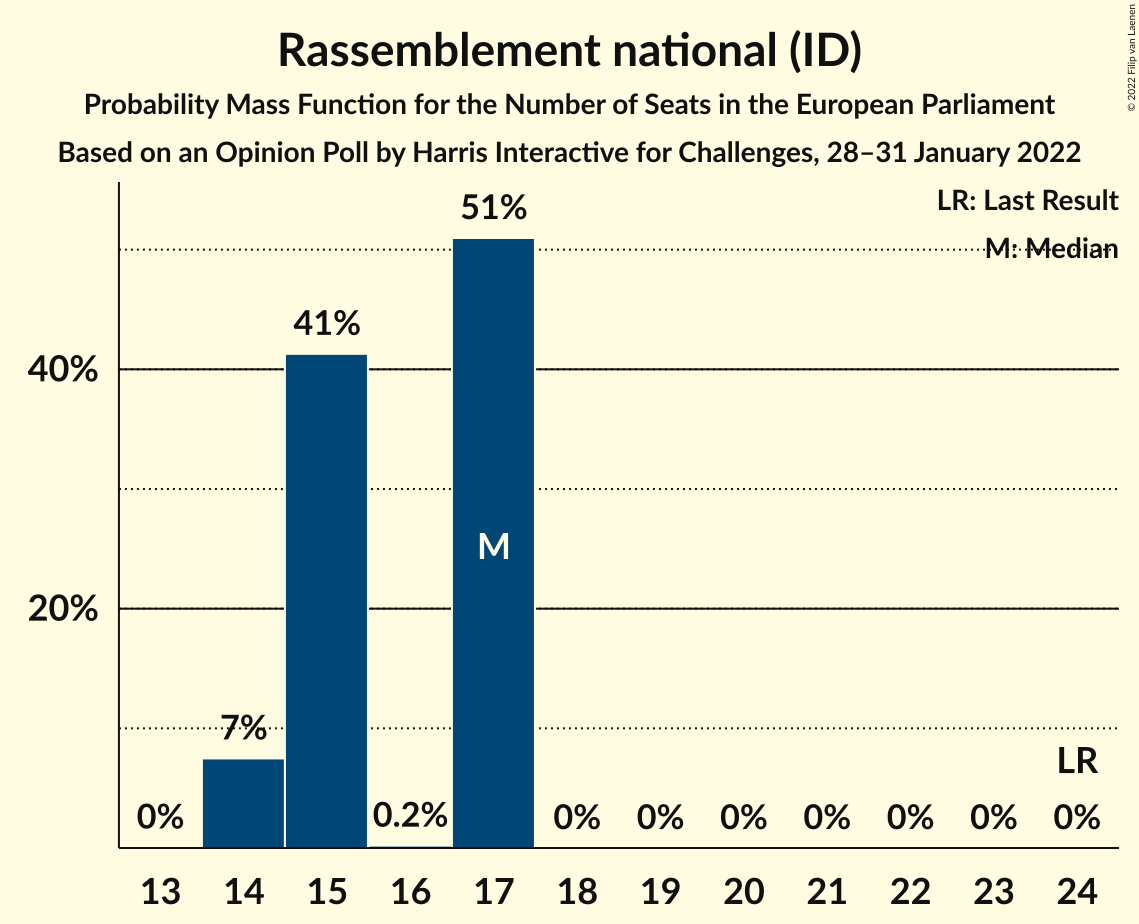 Rassemblement national (ID)
Probability Mass Function for the Number of Seats in the European Parliament
Based on an Opinion Poll by Harris Interactive for Challenges, 28–31 January 2022
© 2022 Filip van Laenen
LR: Last Result
M: Median
51%
41%
40%
M
20%
7%
LR
0%
0.2%
0%
0%
0%
0%
0%
0%
0%
13 14 15 16 17 18 19 20 21 22 23 24